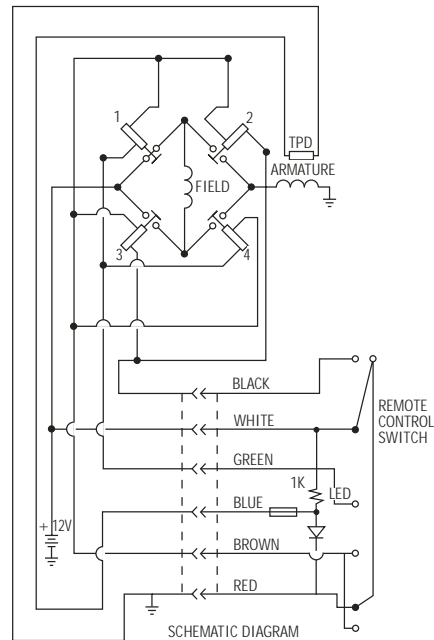 1
2
TPD
ARMATURE
FIELD
3
4
BLACK
REMOTE
CONTROL
SWITCH
WHITE
GREEN
1K
LED
BLUE
+ 12V
BROWN
RED
SCHEMATIC DIAGRAM